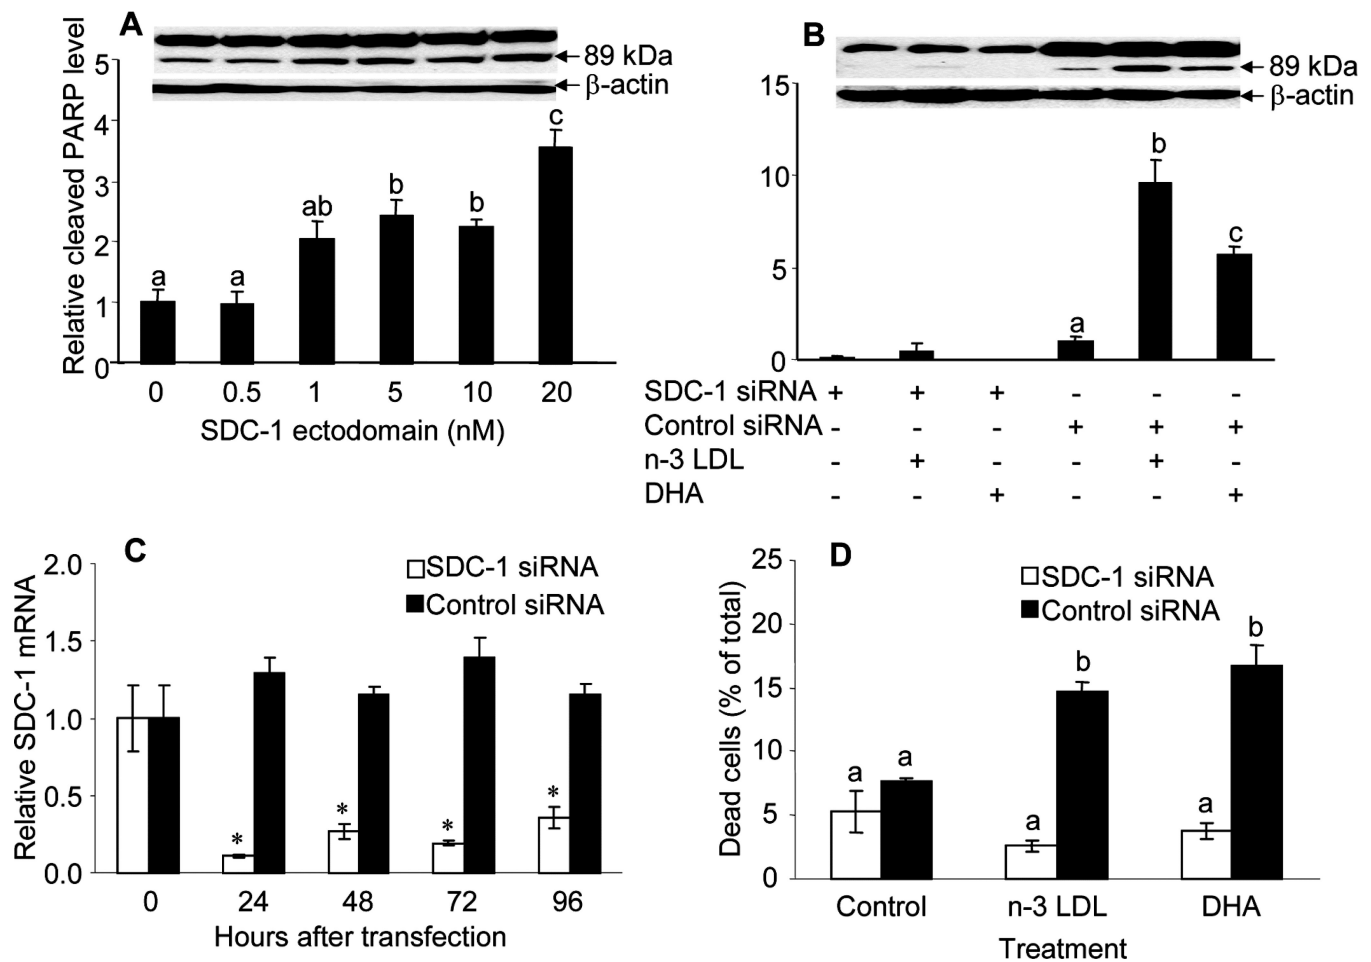 A
89 kDa
β-actin
Relative cleaved PARP level
5
4
3
2
1
0
a
a
ab
b
b
c
0 0.5 1 5 10 20
SDC-1 ectodomain (nM)
B
89 kDa
β-actin
15
10
5
0
a
b
c
SDC-1 siRNA + + + - - -
Control siRNA - - - + + +
n-3 LDL - + - - + -
DHA - - + - - +
C
SDC-1 siRNA
Control siRNA
Relative SDC-1 mRNA
2.0
1.5
1.0
0.5
0.0
* * * *
0 24 48 72 96
Hours after transfection
D
SDC-1 siRNA
Control siRNA
Dead cells (% of total)
25
20
15
10
5
0
a
a
a
b
a
b
Control n-3 LDL DHA
Treatment